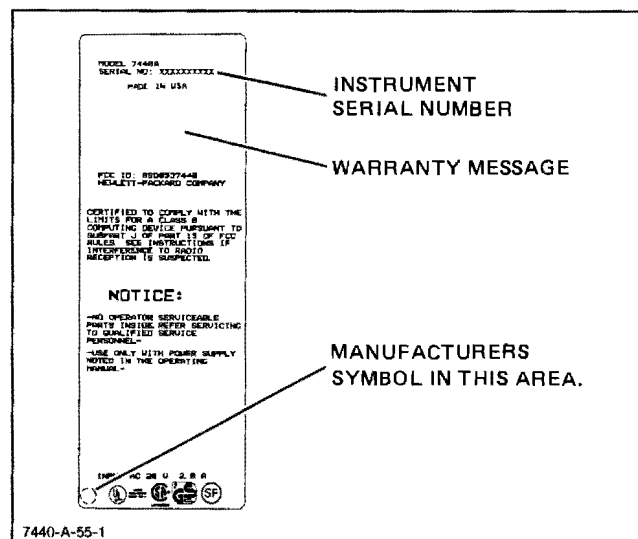 MODEL 7440A
SERIAL NO: XXXXXXXXXX
MADE IN USA
INSTRUMENT
SERIAL NUMBER
WARRANTY MESSAGE
FCC ID:
HEWLETT-PACKARD COMPANY
CERTIFIED TO COMPLY WITH THE
LIMITS FOR A CLASS B
COMPUTING DEVICE PURSUANT TO
SUBPART J OF PART 15 OF FCC
RULES. SEE INSTRUCTIONS IF
INTERFERENCE TO RADIO
RECEPTION IS SUSPECTED.
NOTICE:
-NO OPERATOR SERVICEABLE
PARTS INSIDE. REFER SERVICING
TO QUALIFIED SERVICE
PERSONNEL-
-USE ONLY WITH POWER SUPPLY
NOTED IN THE OPERATING
MANUAL-
MANUFACTURERS
SYMBOL IN THIS AREA.
AC 20 V
UL
SF
7440-A-55-1